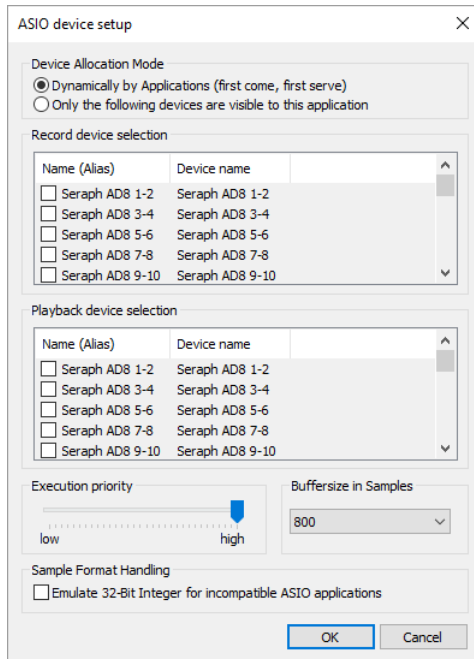 ASIO device setup
Device Allocation Mode
Dynamically by Applications (first come, first serve)
Only the following devices are visible to this application
Record device selection
Name (Alias) Device name
Seraph AD8 1-2 Seraph AD8 1-2
Seraph AD8 3-4 Seraph AD8 3-4
Seraph AD8 5-6 Seraph AD8 5-6
Seraph AD8 7-8 Seraph AD8 7-8
Seraph AD8 9-10 Seraph AD8 9-10
Playback device selection
Name (Alias) Device name
Seraph AD8 1-2 Seraph AD8 1-2
Seraph AD8 3-4 Seraph AD8 3-4
Seraph AD8 5-6 Seraph AD8 5-6
Seraph AD8 7-8 Seraph AD8 7-8
Seraph AD8 9-10 Seraph AD8 9-10
Execution priority Buffersize in Samples
800
low high
Sample Format Handling
Emulate 32-Bit Integer for incompatible ASIO applications
OK Cancel